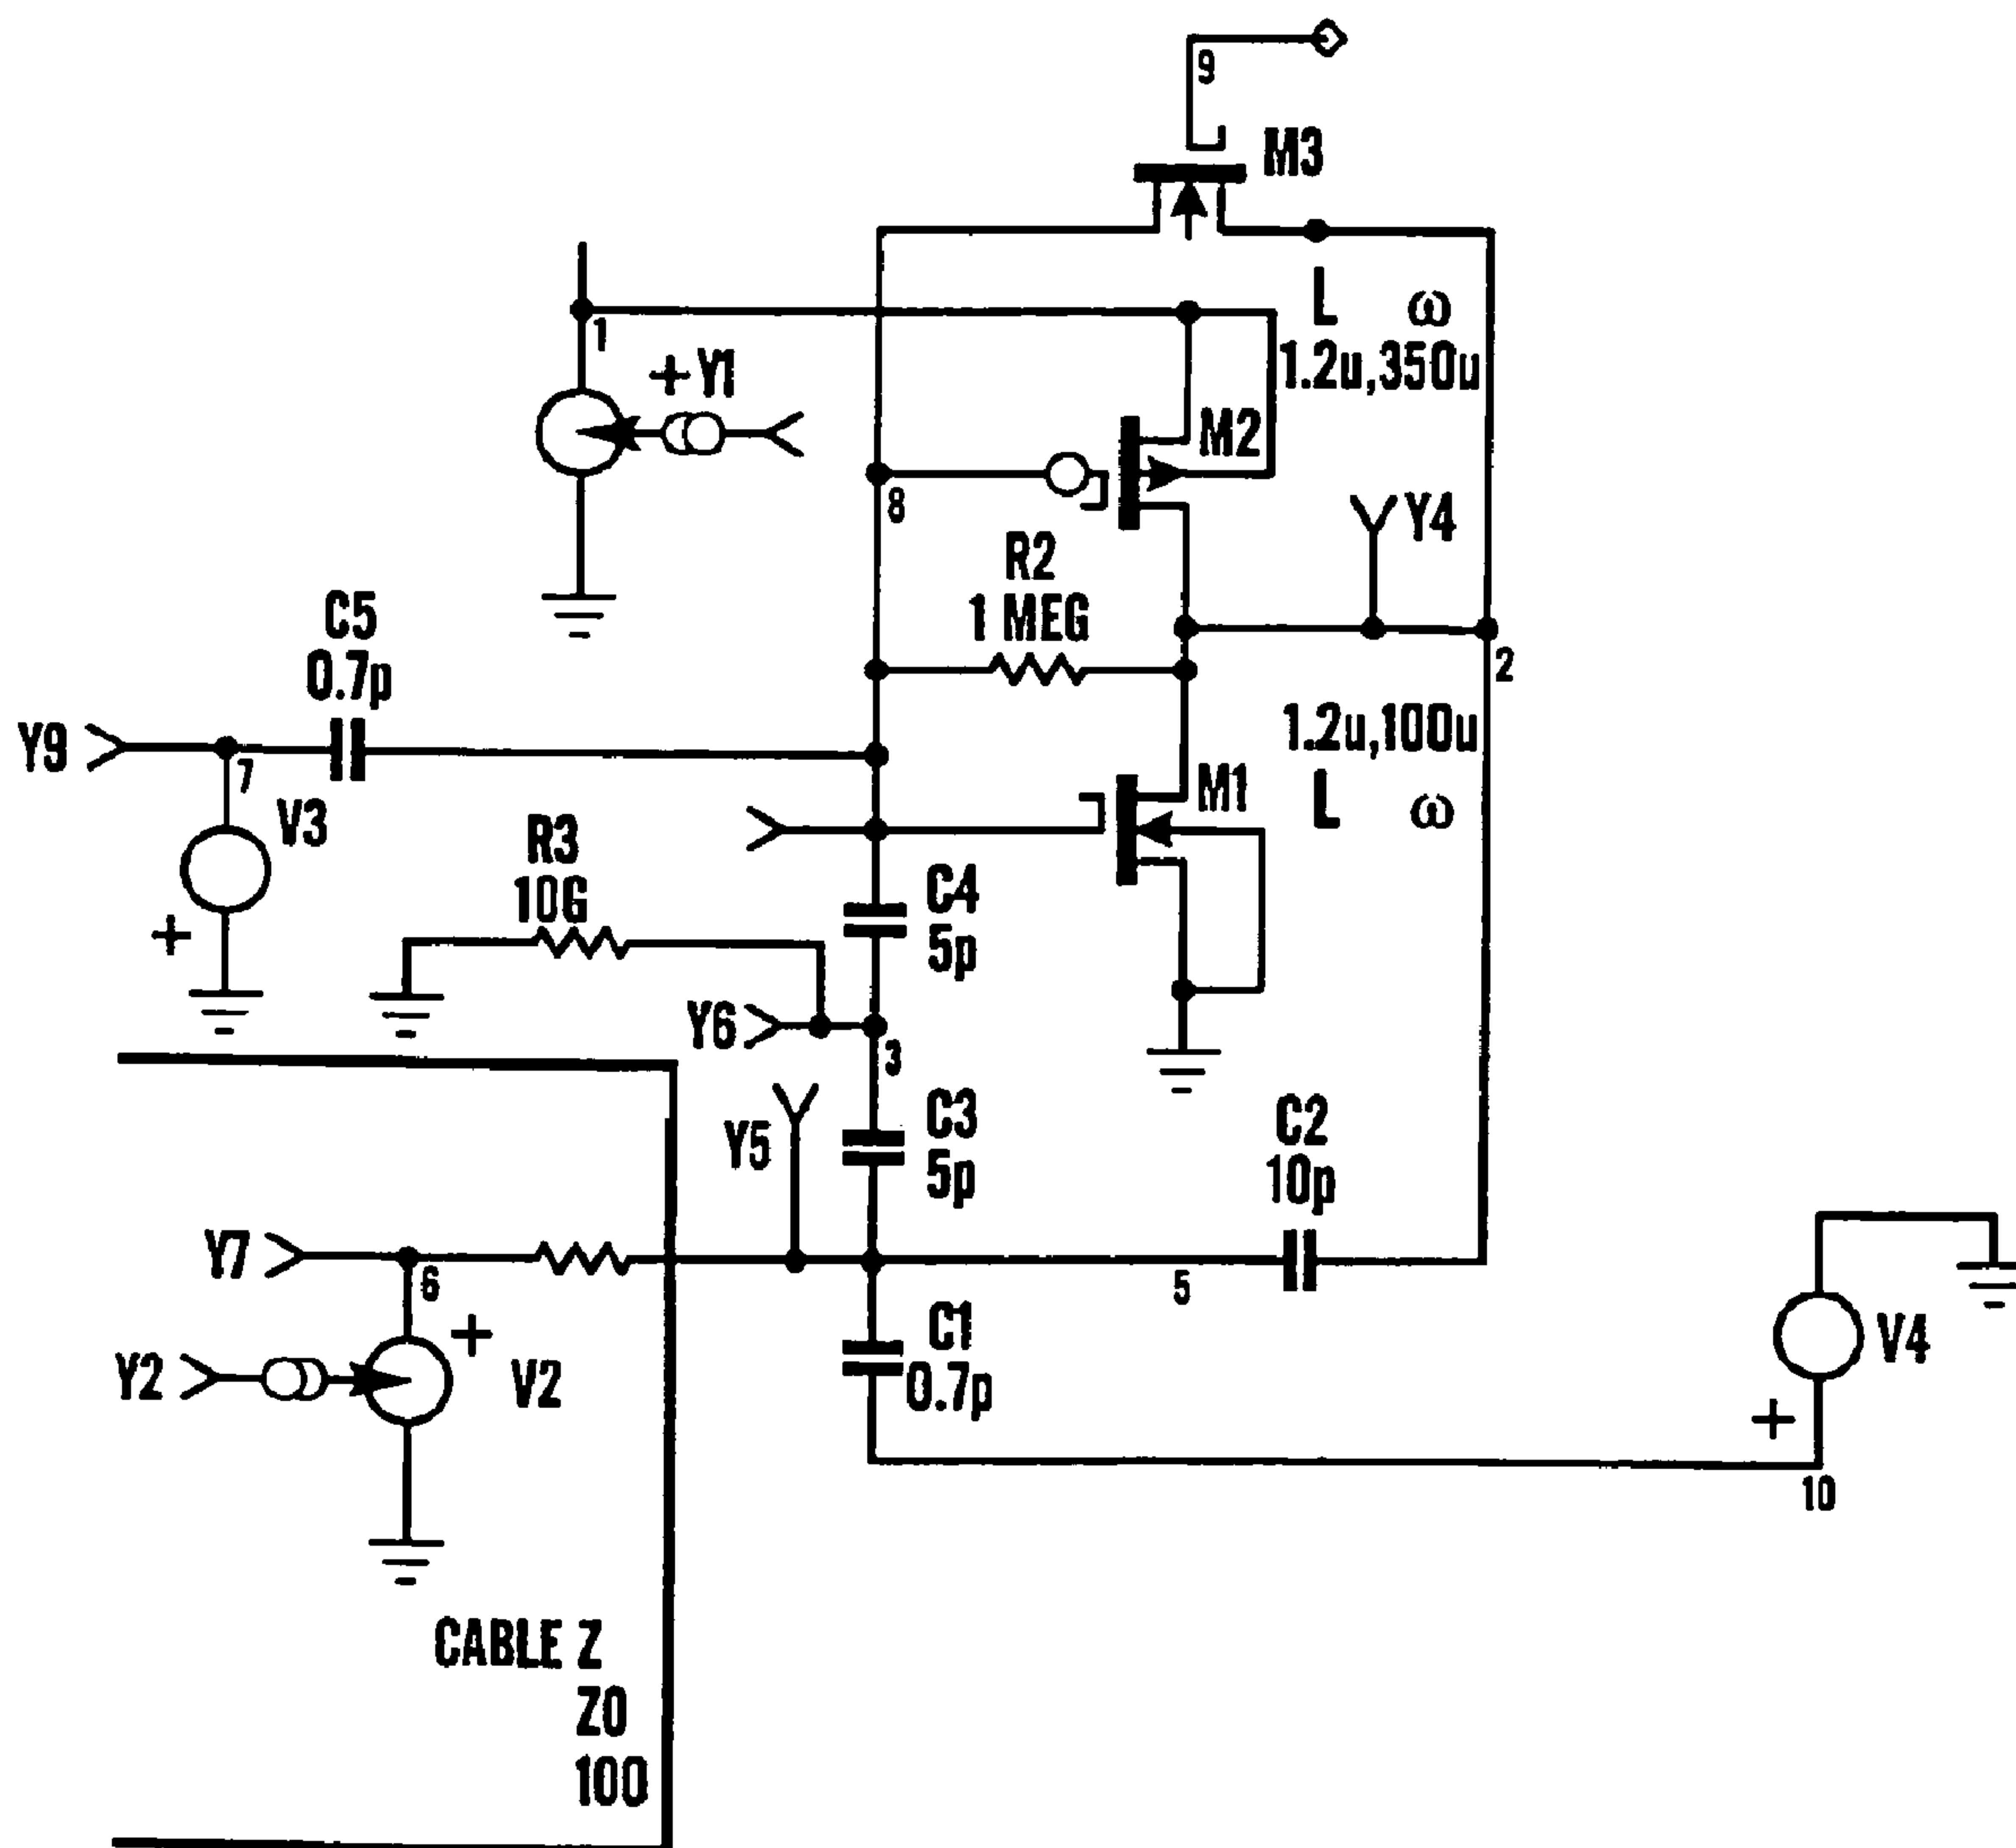 9
M3
L ω
1.2u,350u
1
+ Y1
M2
8
Y4
R2
1 MEG
2
C5
0.7p
1.2u,100u
L ω
Y9
7
V3
+
M1
R3
10G
C4
5p
Y6
3
C3
5p
Y5
C2
10p
Y7
6
5
+
C1
0.7p
Y2
V2
V4
+
10
CABLE Z
Z0
100